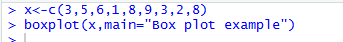 > x<-c(3,5,6,1,8,9,3,2,8)
> boxplot(x,main="Box plot example")
>